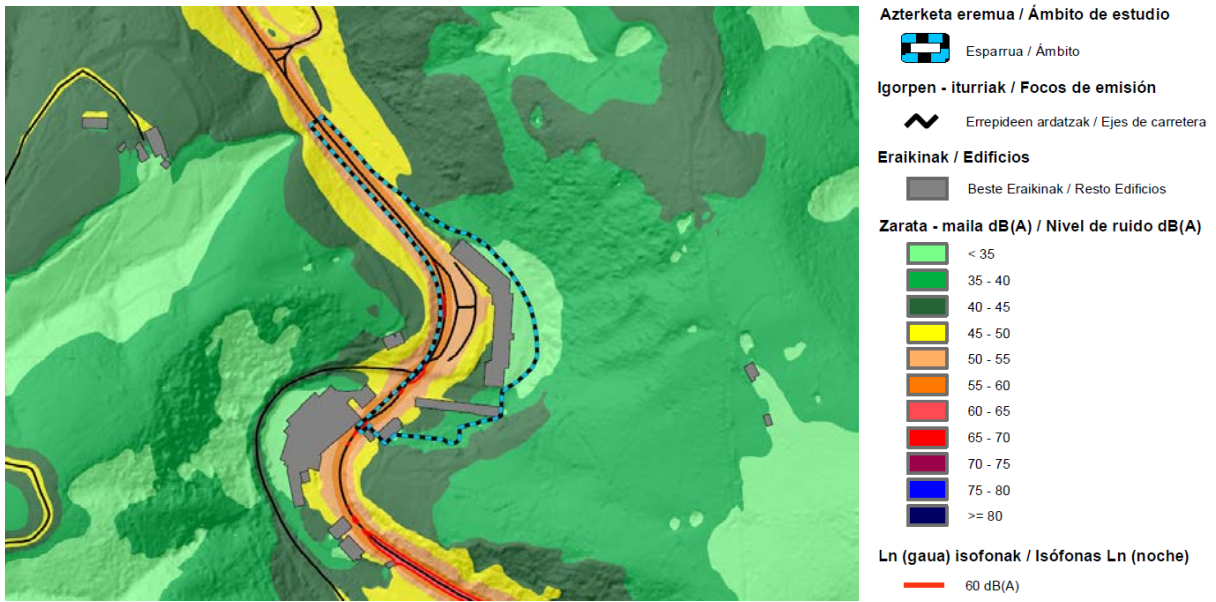 Azterketa eremua / Ámbito de estudio
Esparrua / Ámbito
Igorpen - iturriak / Focos de emisión
Errepideen ardatzak / Ejes de carretera
Eraikinak / Edificios
Beste Eraikinak / Resto Edificios
Zarata - maila dB(A) / Nivel de ruido dB(A)
< 35
35 - 40
40 - 45
45 - 50
50 - 55
55 - 60
60 - 65
65 - 70
70 - 75
75 - 80
>= 80
Ln (gaua) isofonak / Isófonas Ln (noche)
60 dB(A)